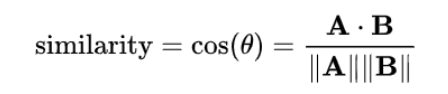 similarity = cos(θ) = A · B / ‖A‖‖B‖